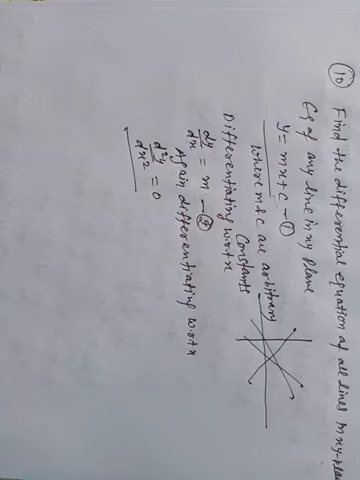 (10) Find the differential equation of all lines in xy-plan
Eq of any line in xy plane
y = mx + c - (1)
where m & c are arbitrary
Constants
Differentiating w.r.t x
dy/dx = m - (2)
Again differentiating w.r.t x
d²y/dx² = 0